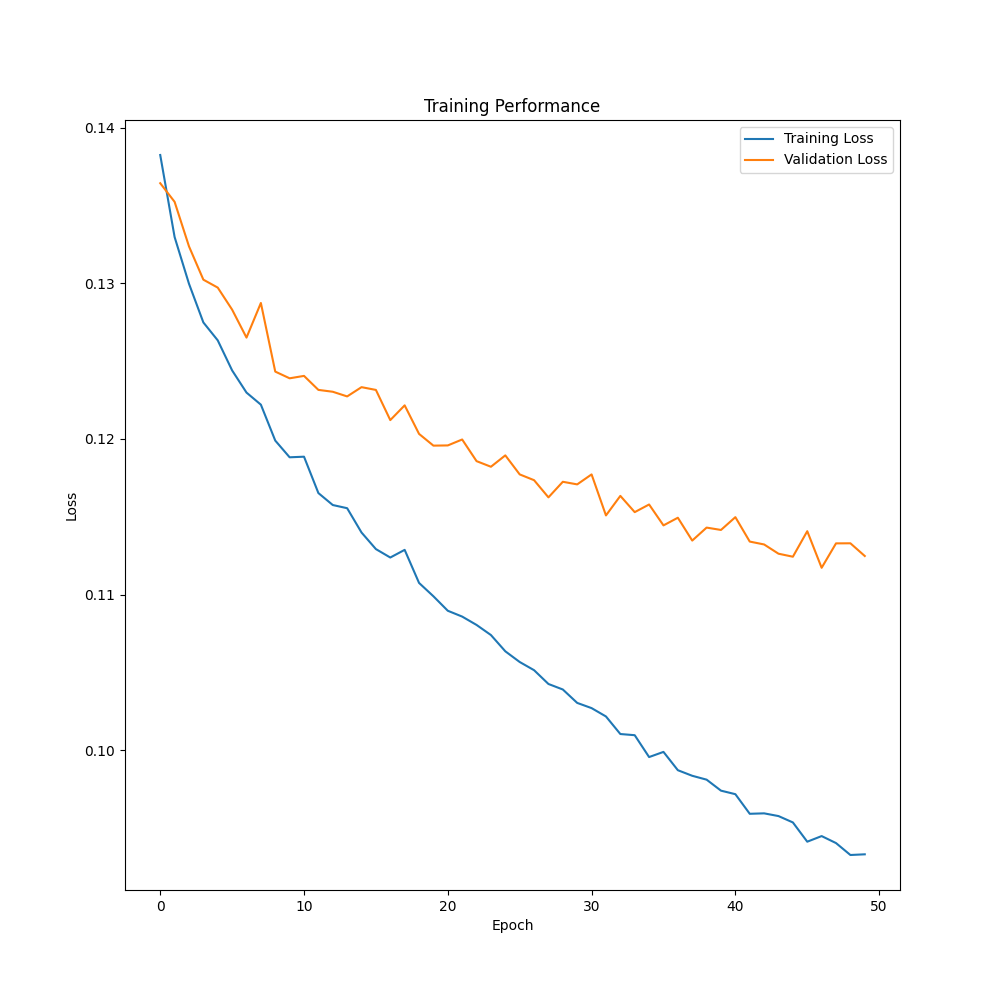 Training Performance
Training Loss
Validation Loss
0.14
0.13
0.12
0.11
0.10
Loss
0
10
20
30
40
50
Epoch